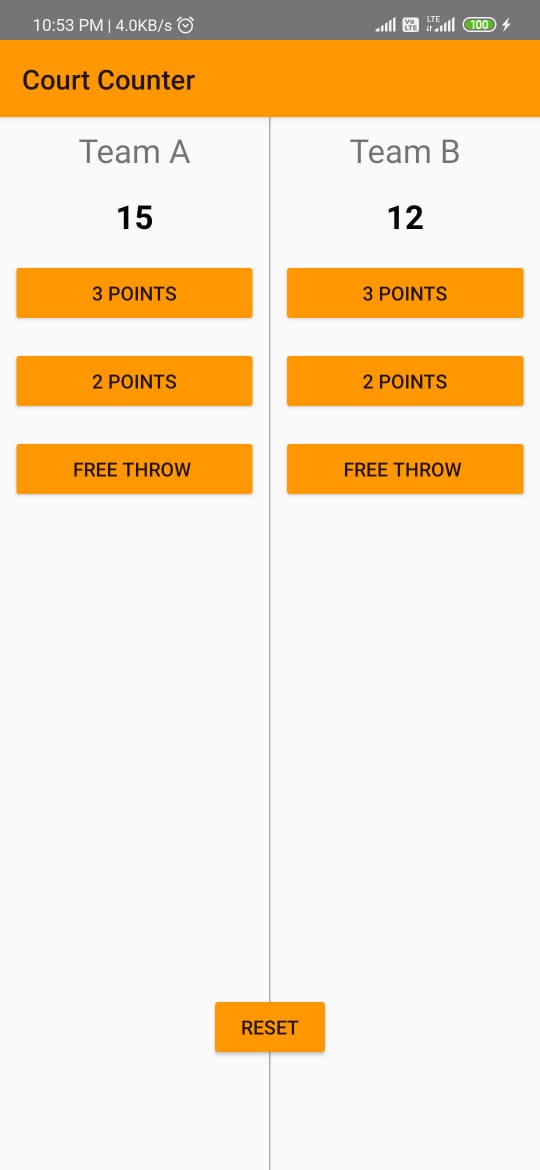 10:53 PM | 4.0KB/s
Vo LTE
LTE
100
Court Counter
Team A
Team B
15
12
3 POINTS
3 POINTS
2 POINTS
2 POINTS
FREE THROW
FREE THROW
RESET